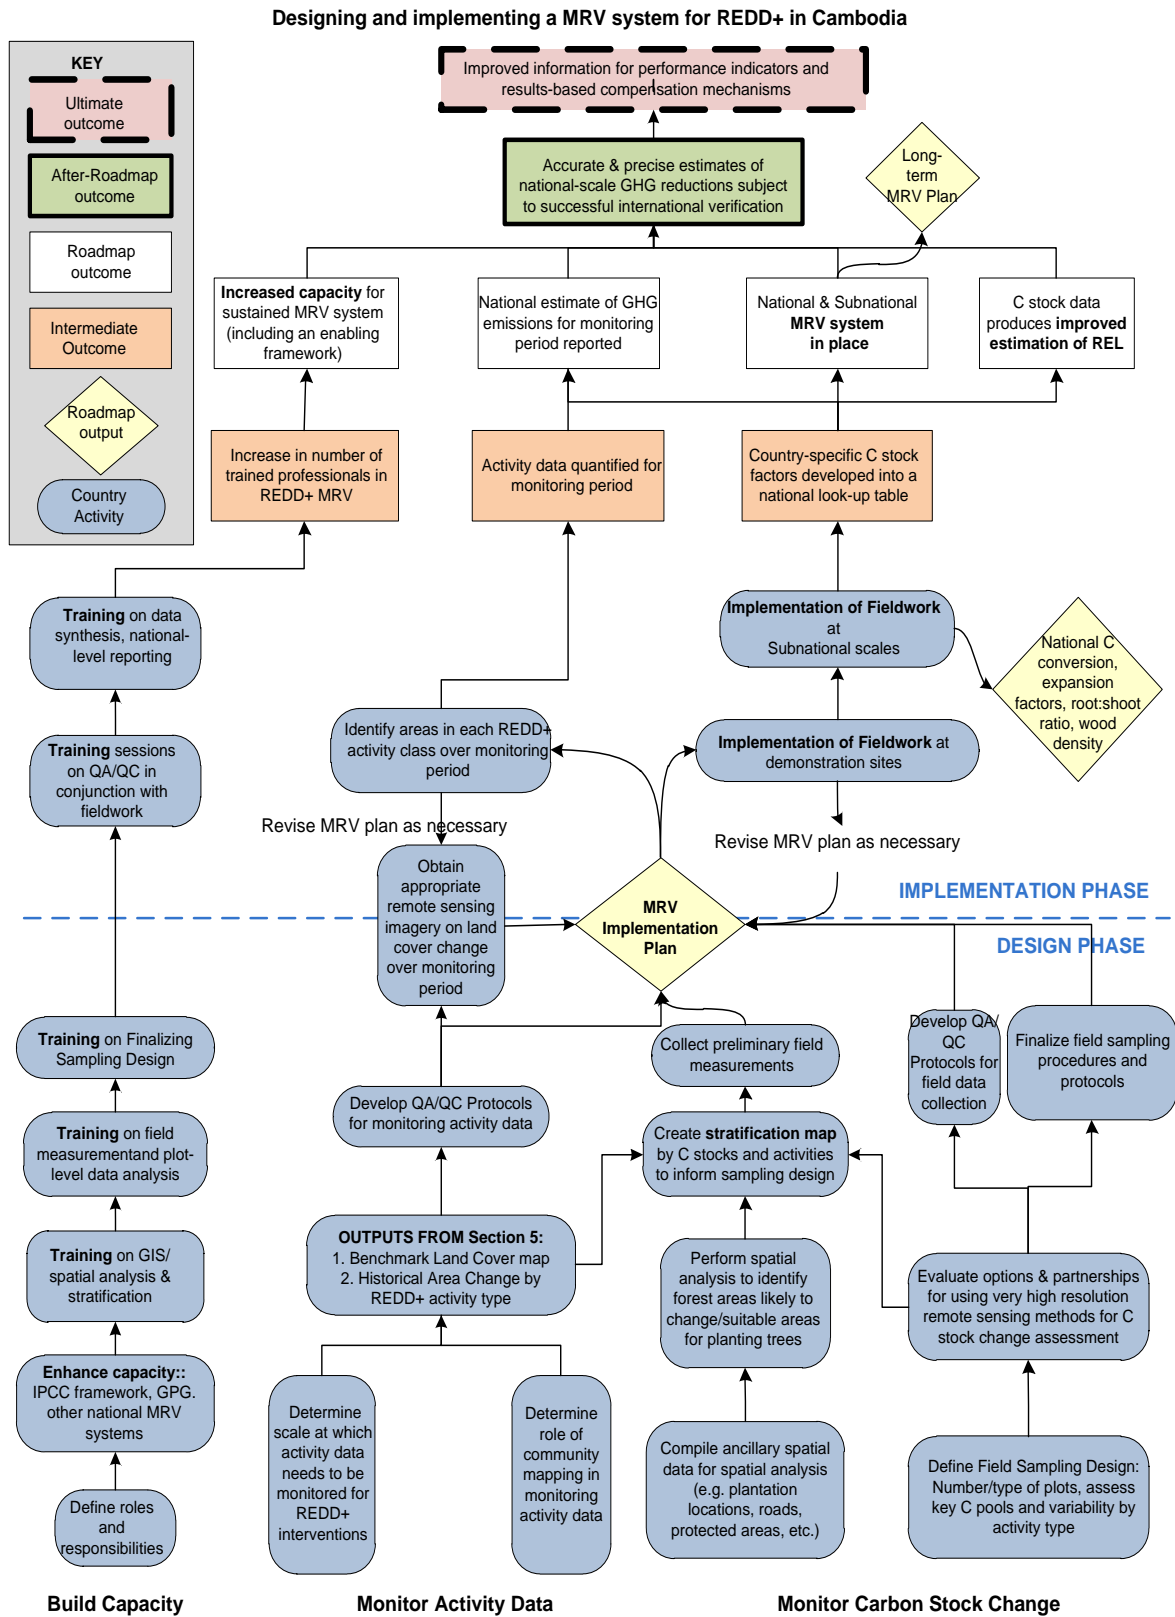 Designing and implementing a MRV system for REDD+ in Cambodia
KEY
Ultimate
outcome
After-Roadmap
outcome
Roadmap
outcome
Intermediate
Outcome
Roadmap
output
Country
Activity
Improved information for performance indicators and
results-based compensation mechanisms
Accurate & precise estimates of
national-scale GHG reductions subject
to successful international verification
Long-
term
MRV Plan
Increased capacity for
sustained MRV system
(including an enabling
framework)
National estimate of GHG
emissions for monitoring
period reported
National & Subnational
MRV system
in place
C stock data
produces improved
estimation of REL
Increase in number of
trained professionals in
REDD+ MRV
Activity data quantified for
monitoring period
Country-specific C stock
factors developed into a
national look-up table
Training on data
synthesis, national-
level reporting
Implementation of Fieldwork
at
Subnational scales
National C
conversion,
expansion
factors, root:shoot
ratio, wood
density
Training sessions
on QA/QC in
conjunction with
fieldwork
Identify areas in each REDD+
activity class over monitoring
period
Implementation of Fieldwork at
demonstration sites
Revise MRV plan as necessary
Revise MRV plan as necessary
Obtain
appropriate
remote sensing
imagery on land
cover change
over monitoring
period
MRV
Implementation
Plan
IMPLEMENTATION PHASE
DESIGN PHASE
Training on Finalizing
Sampling Design
Collect preliminary field
measurements
Develop QA/
QC
Protocols for
field data
collection
Finalize field sampling
procedures and
protocols
Develop QA/QC Protocols
for monitoring activity data
Training on field
measurementand plot-
level data analysis
Create stratification map
by C stocks and activities
to inform sampling design
Training on GIS/
spatial analysis &
stratification
OUTPUTS FROM Section 5:
1. Benchmark Land Cover map
2. Historical Area Change by
REDD+ activity type
Perform spatial
analysis to identify
forest areas likely to
change/suitable areas
for planting trees
Evaluate options & partnerships
for using very high resolution
remote sensing methods for C
stock change assessment
Enhance capacity::
IPCC framework, GPG.
other national MRV
systems
Determine
scale at which
activity data
needs to be
monitored for
REDD+
interventions
Determine
role of
community
mapping in
monitoring
activity data
Compile ancillary spatial
data for spatial analysis
(e.g. plantation
locations, roads,
protected areas, etc.)
Define Field Sampling Design:
Number/type of plots, assess
key C pools and variability by
activity type
Define roles and
responsibilities
Build Capacity
Monitor Activity Data
Monitor Carbon Stock Change